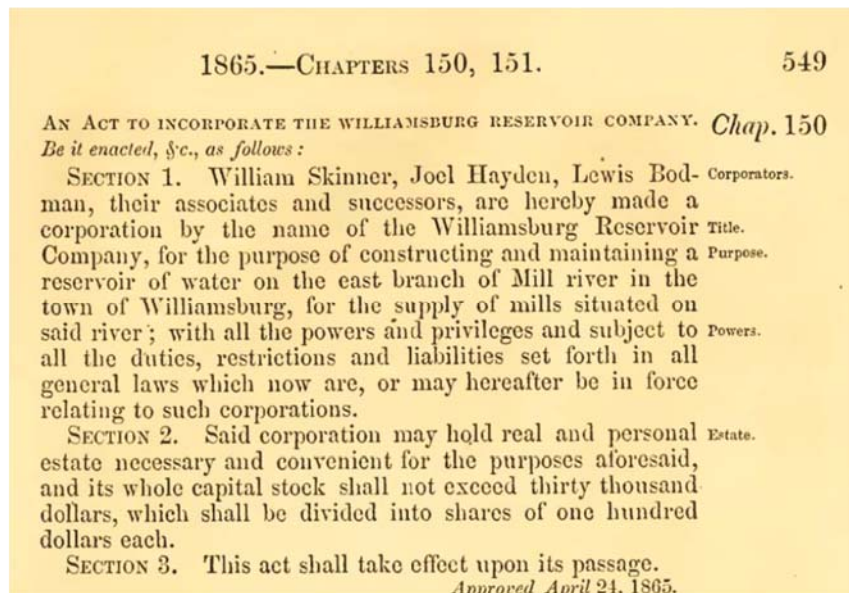 1865.—Chapters 150, 151. 549
An Act to incorporate the Williamsburg Reservoir Company. Chap. 150
Be it enacted, &c., as follows:
Section 1. William Skinner, Joel Hayden, Lewis Bod- Corporators.
man, their associates and successors, are hereby made a
corporation by the name of the Williamsburg Reservoir Title.
Company, for the purpose of constructing and maintaining a Purpose.
reservoir of water on the east branch of Mill river in the
town of Williamsburg, for the supply of mills situated on
said river; with all the powers and privileges and subject to Powers.
all the duties, restrictions and liabilities set forth in all
general laws which now are, or may hereafter be in force
relating to such corporations.
Section 2. Said corporation may hold real and personal Estate.
estate necessary and convenient for the purposes aforesaid,
and its whole capital stock shall not exceed thirty thousand
dollars, which shall be divided into shares of one hundred
dollars each.
Section 3. This act shall take effect upon its passage.
Approved April 24, 1865.